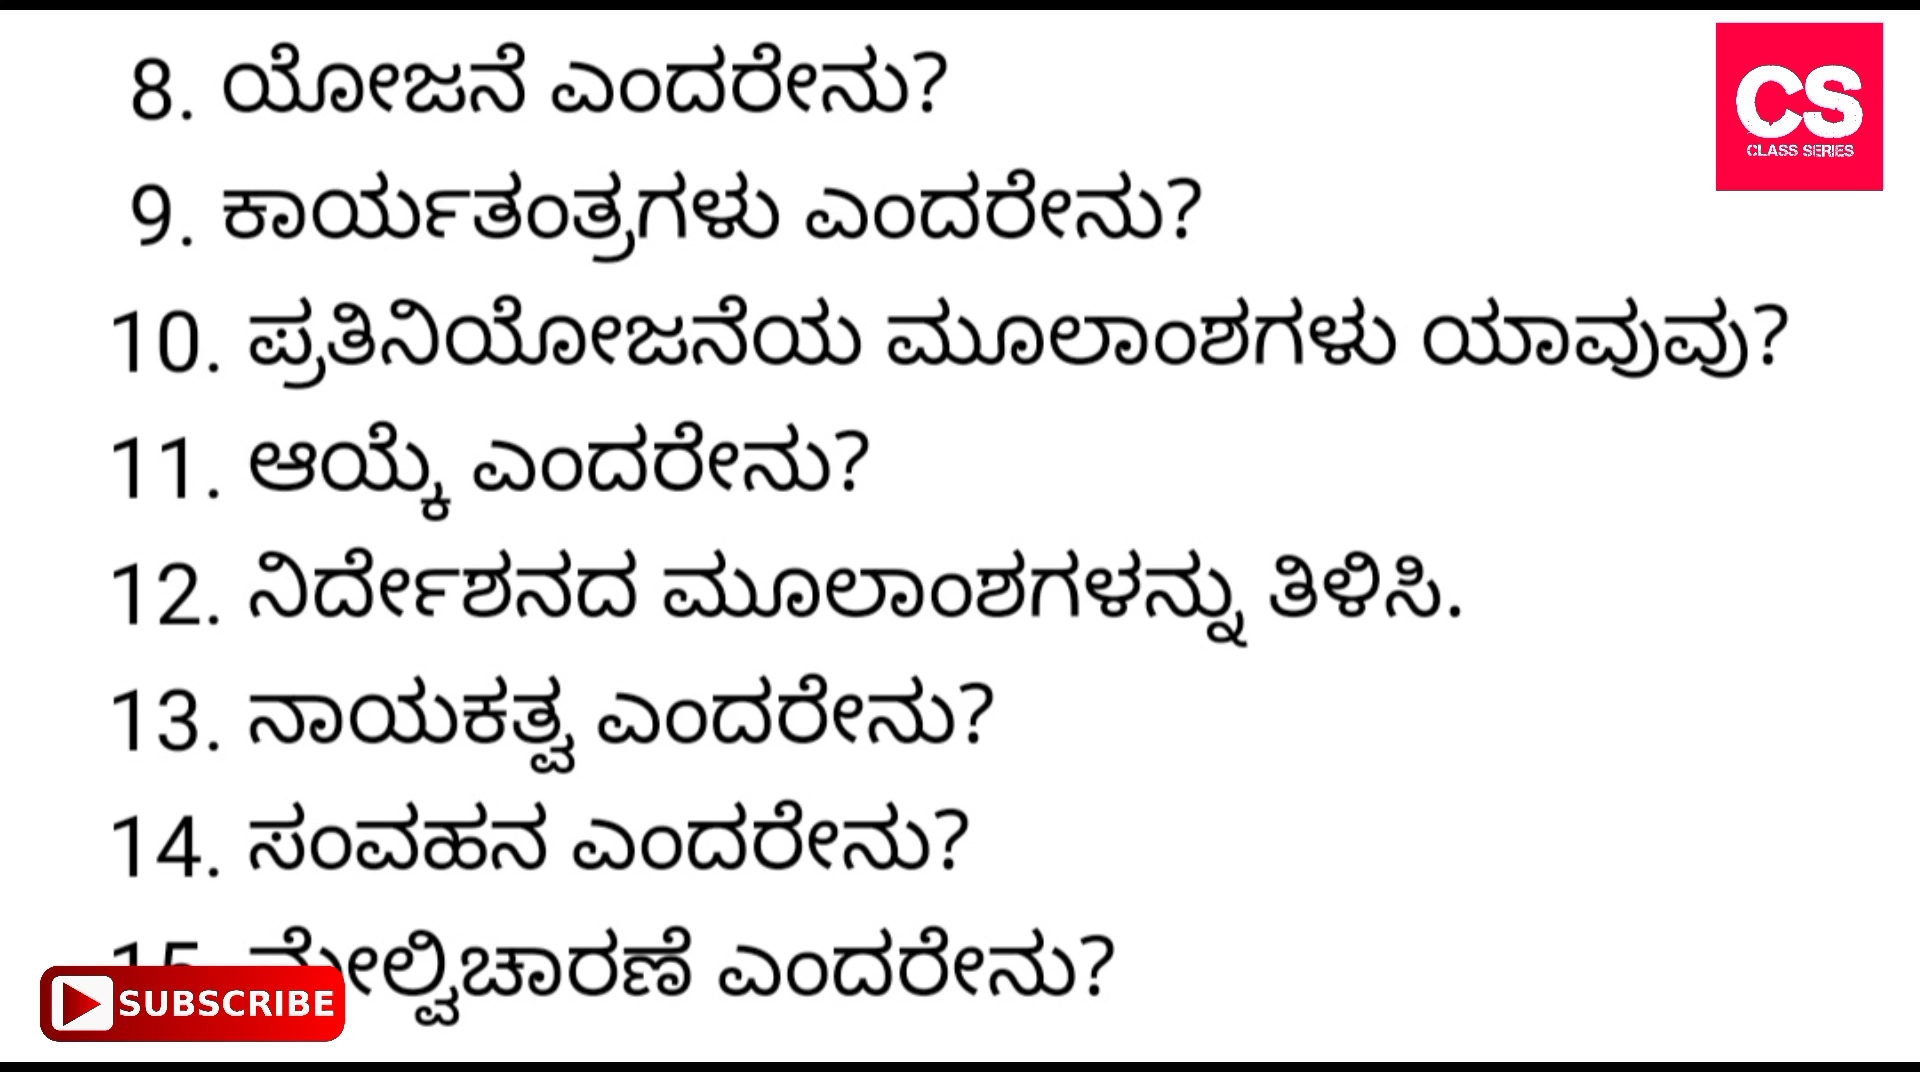 8. ಯೋಜನೆ ಎಂದರೇನು?
9. ಕಾರ್ಯತಂತ್ರಗಳು ಎಂದರೇನು?
10. ಪ್ರತಿನಿಯೋಜನೆಯ ಮೂಲಾಂಶಗಳು ಯಾವುವು?
11. ಆಯ್ಕೆ ಎಂದರೇನು?
12. ನಿರ್ದೇಶನದ ಮೂಲಾಂಶಗಳನ್ನು ತಿಳಿಸಿ.
13. ನಾಯಕತ್ವ ಎಂದರೇನು?
14. ಸಂವಹನ ಎಂದರೇನು?
15. ಮೇಲ್ವಿಚಾರಣೆ ಎಂದರೇನು?
CS
CLASS SERIES
SUBSCRIBE